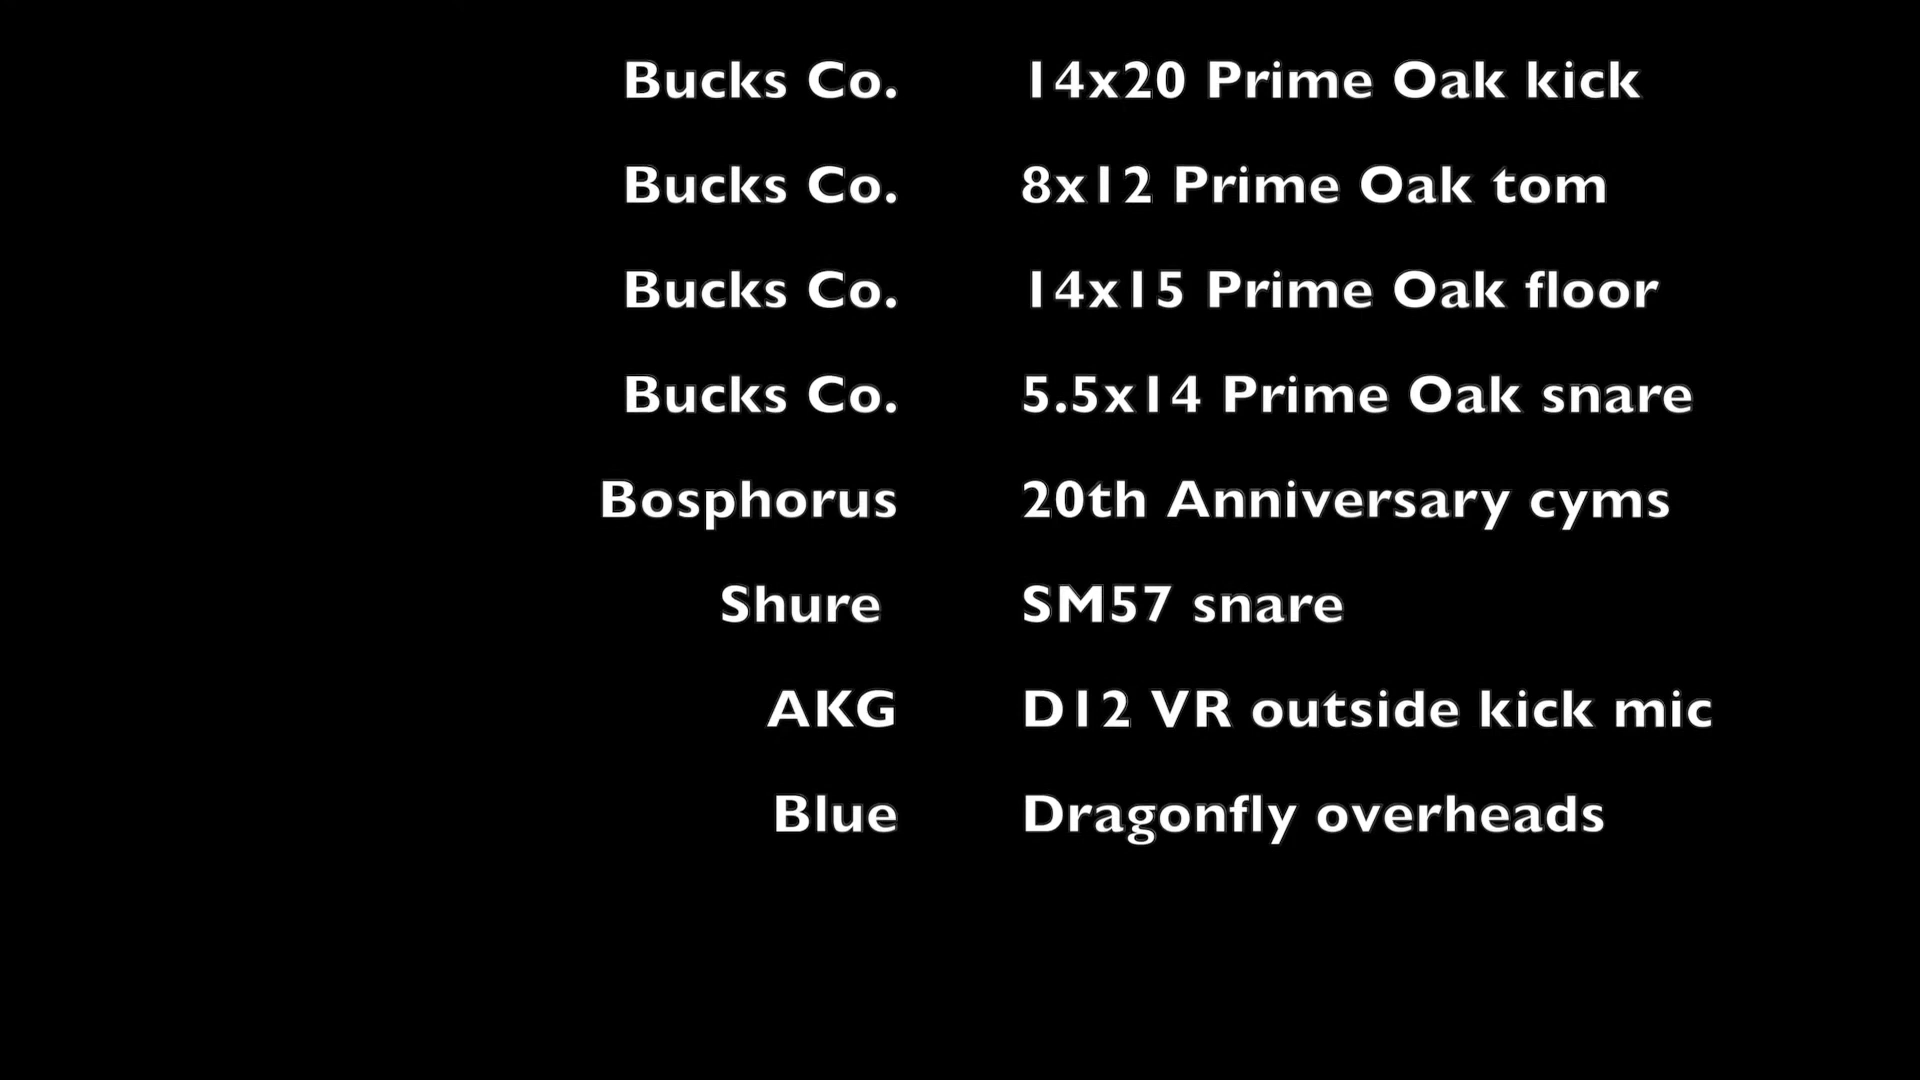 Bucks Co. 14x20 Prime Oak kick
Bucks Co. 8x12 Prime Oak tom
Bucks Co. 14x15 Prime Oak floor
Bucks Co. 5.5x14 Prime Oak snare
Bosphorus 20th Anniversary cyms
Shure SM57 snare
AKG D12 VR outside kick mic
Blue Dragonfly overheads